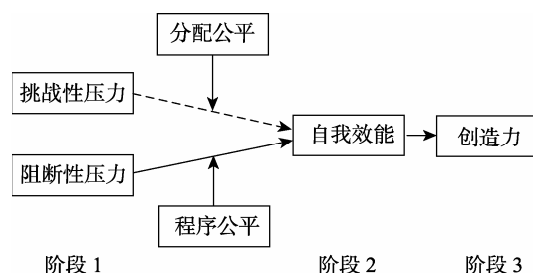 分配公平
挑战性压力
自我效能
创造力
阻断性压力
程序公平
阶段 1
阶段 2
阶段 3